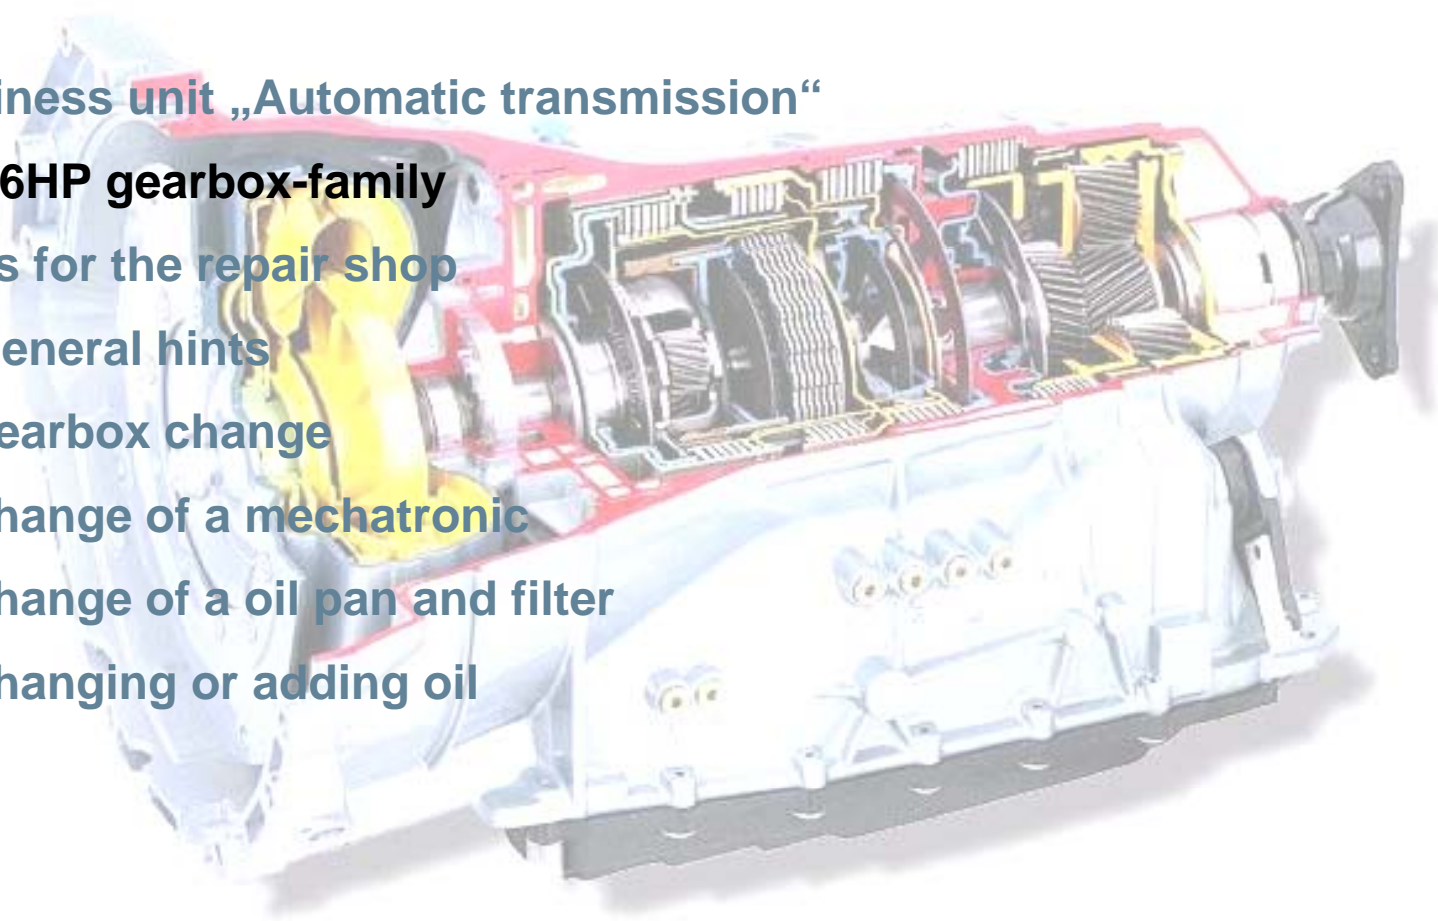 iness unit „Automatic transmission“
6HP gearbox-family
s for the repair shop
eneral hints
earbox change
hange of a mechatronic
hange of a oil pan and filter
hanging or adding oil